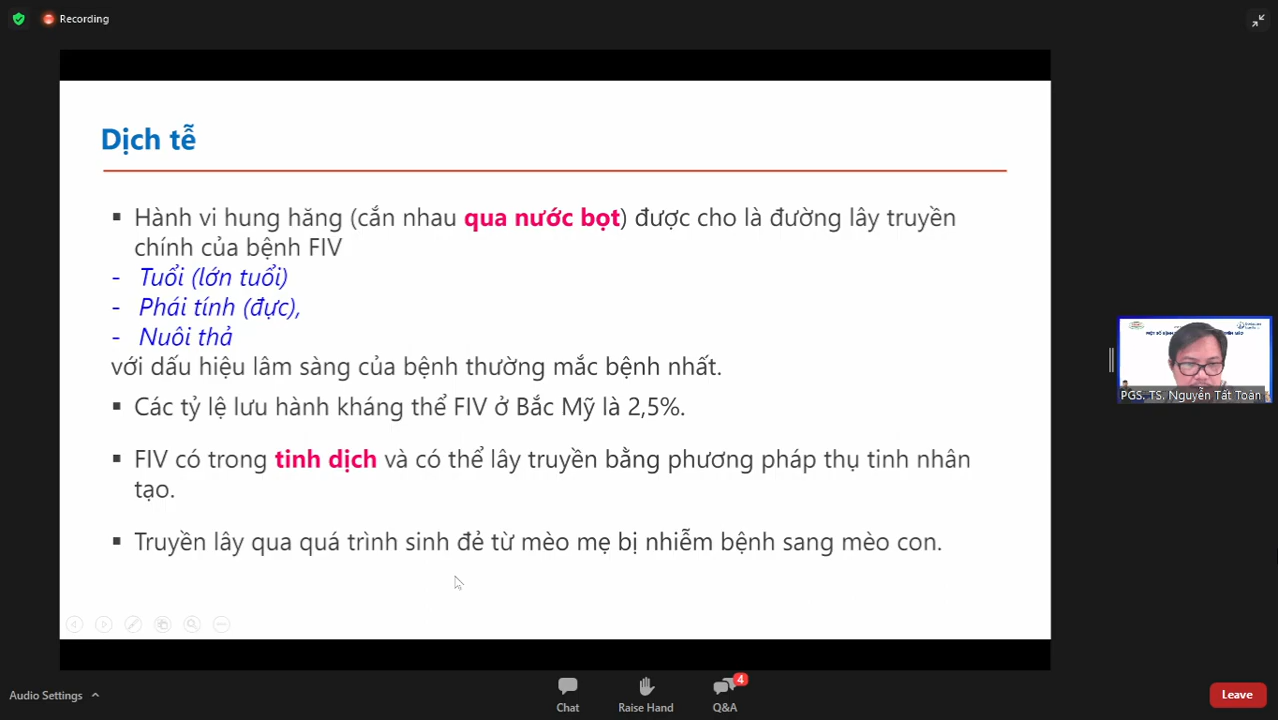 Recording
Dịch tễ
▪ Hành vi hung hăng (cắn nhau qua nước bọt) được cho là đường lây truyền
chính của bệnh FIV
- Tuổi (lớn tuổi)
- Phái tính (đực),
- Nuôi thả
với dấu hiệu lâm sàng của bệnh thường mắc bệnh nhất.
▪ Các tỷ lệ lưu hành kháng thể FIV ở Bắc Mỹ là 2,5%.
▪ FIV có trong tinh dịch và có thể lây truyền bằng phương pháp thụ tinh nhân
tạo.
▪ Truyền lây qua quá trình sinh đẻ từ mèo mẹ bị nhiễm bệnh sang mèo con.
PGS. TS. Nguyễn Tất Toàn
Audio Settings
Chat
Raise Hand
4
Q&A
Leave